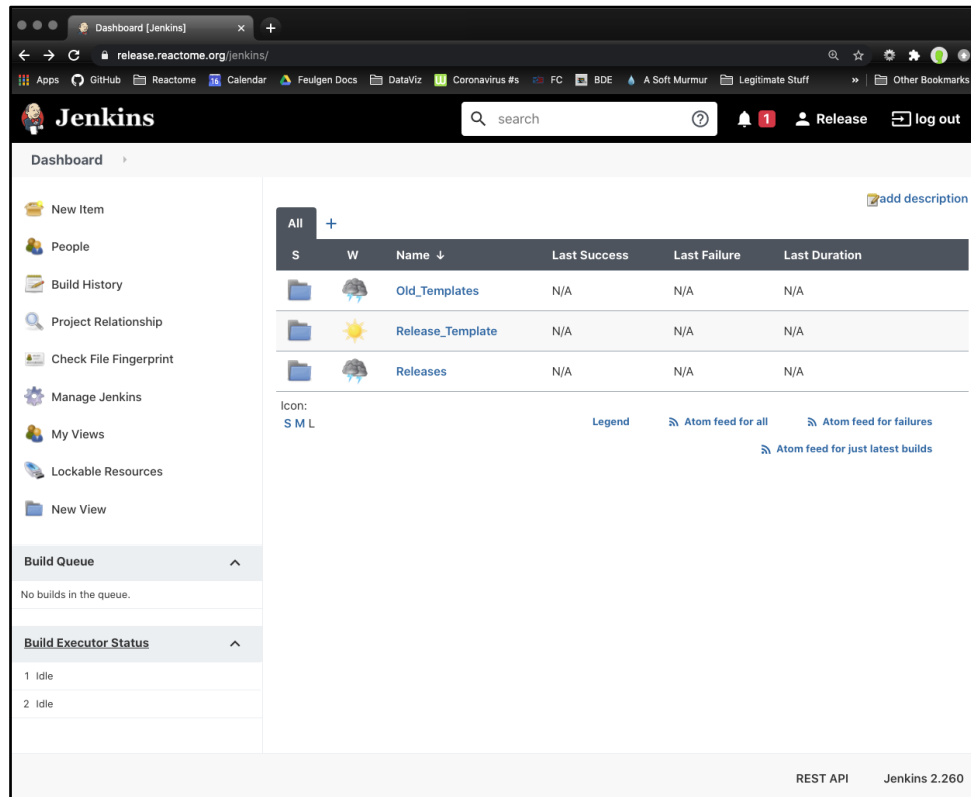 Dashboard [Jenkins]
release.reactome.org/jenkins/
Apps GitHub Reactome 16 Calendar Feulgen Docs DataViz Coronavirus #s FC BDE A Soft Murmur Legitimate Stuff » Other Bookmarks
Jenkins search 1 Release log out
Dashboard
add description
New Item
People
Build History
Project Relationship
Check File Fingerprint
Manage Jenkins
My Views
Lockable Resources
New View
All +
S W Name ↓ Last Success Last Failure Last Duration
Old_Templates N/A N/A N/A
Release_Template N/A N/A N/A
Releases N/A N/A N/A
Icon:
S M L
Legend Atom feed for all Atom feed for failures
Atom feed for just latest builds
Build Queue
No builds in the queue.
Build Executor Status
1 Idle
2 Idle
REST API Jenkins 2.260